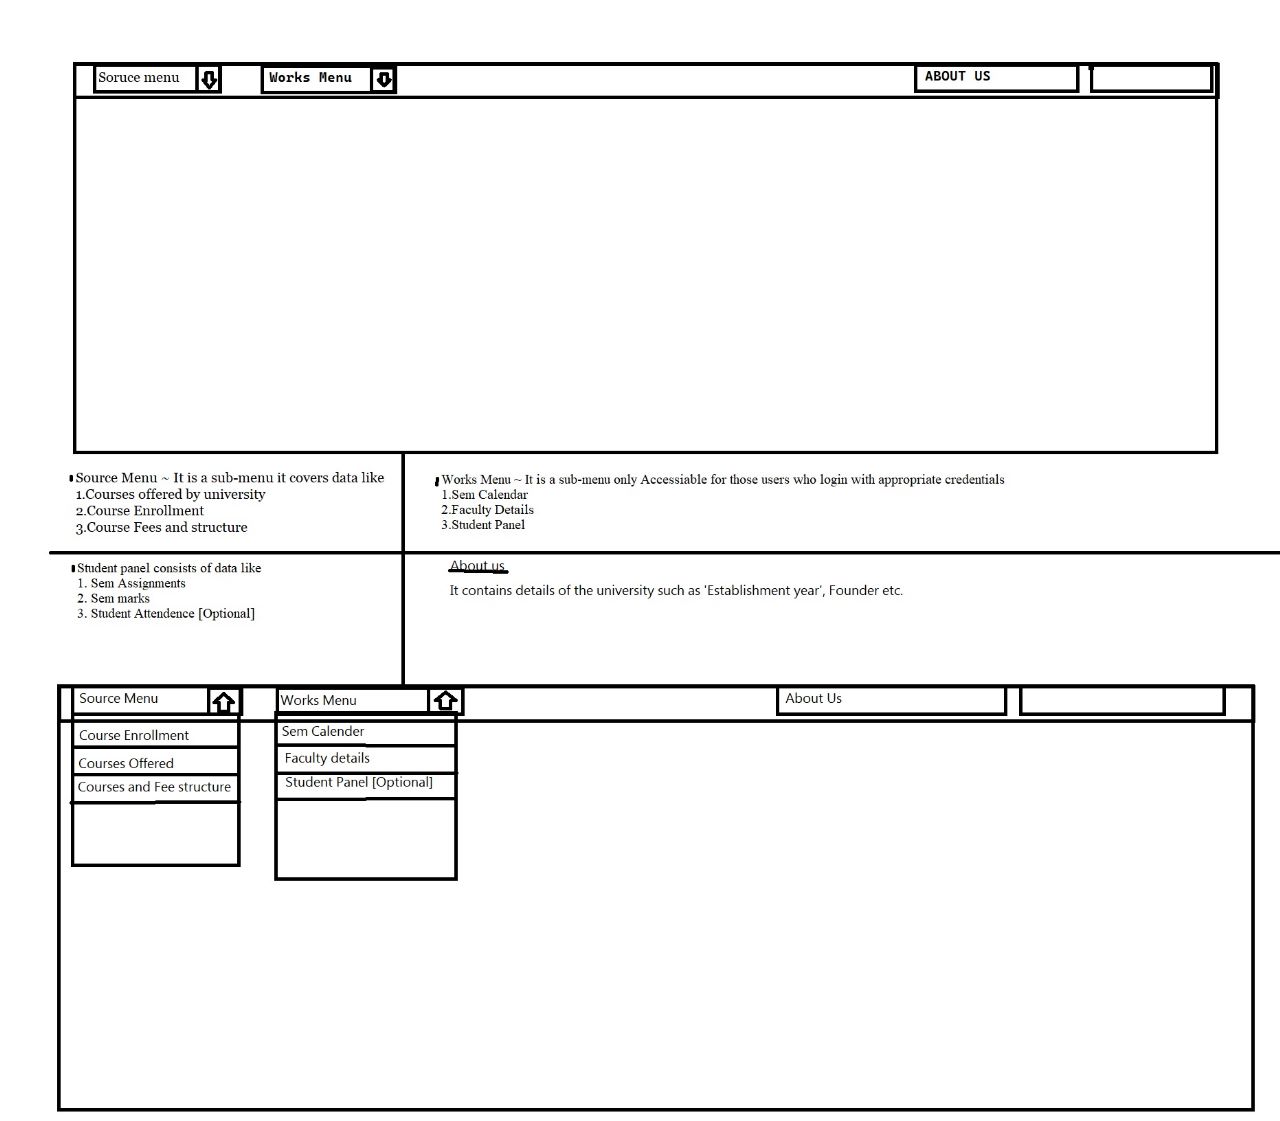 Soruce menu
Works Menu
ABOUT US
Source Menu ~ It is a sub-menu it covers data like
1.Courses offered by university
2.Course Enrollment
3.Course Fees and structure
Works Menu ~ It is a sub-menu only Accessiable for those users who login with appropriate credentials
1.Sem Calendar
2.Faculty Details
3.Student Panel
Student panel consists of data like
1. Sem Assignments
2. Sem marks
3. Student Attendence [Optional]
About us
It contains details of the university such as 'Establishment year', Founder etc.
Source Menu
Works Menu
About Us
Course Enrollment
Courses Offered
Courses and Fee structure
Sem Calender
Faculty details
Student Panel [Optional]